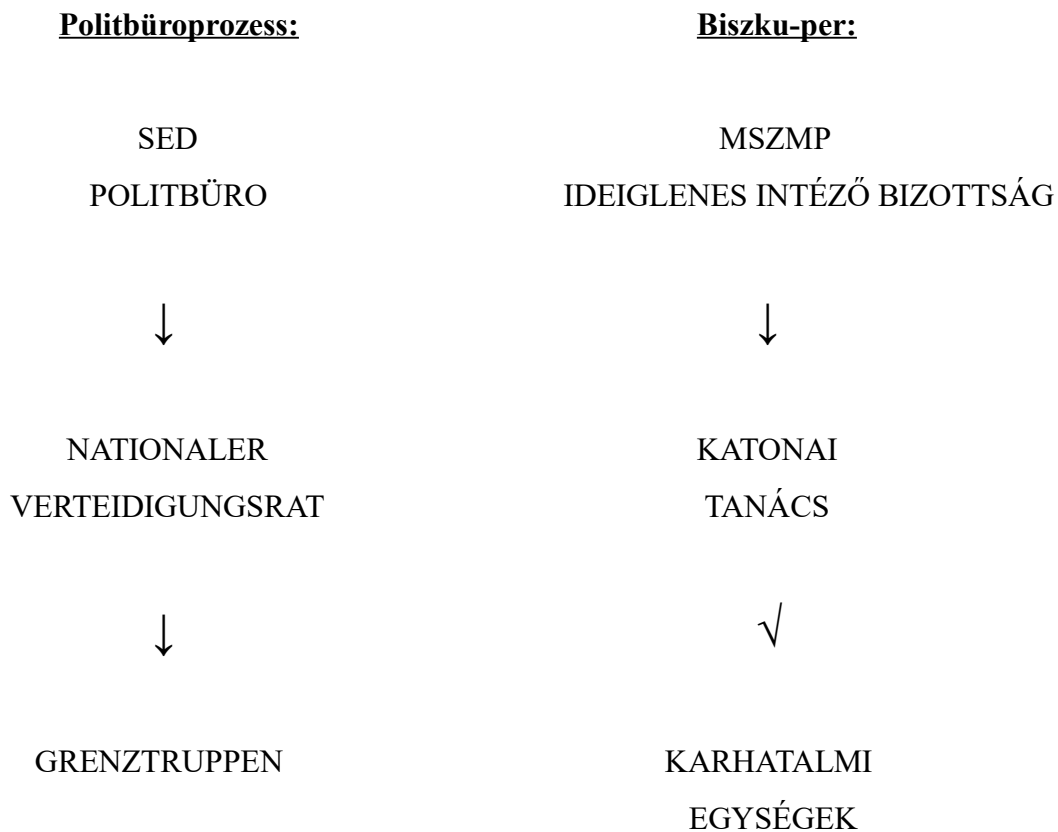 Politbüroprozess:
SED
POLITBÜRO
↓
NATIONALER
VERTEIDIGUNGSRAT
↓
GRENZTRUPPEN
Biszku-per:
MSZMP
IDEIGLENES INTÉZŐ BIZOTTSÁG
↓
KATONAI
TANÁCS
√
KARHATALMI
EGYSÉGEK